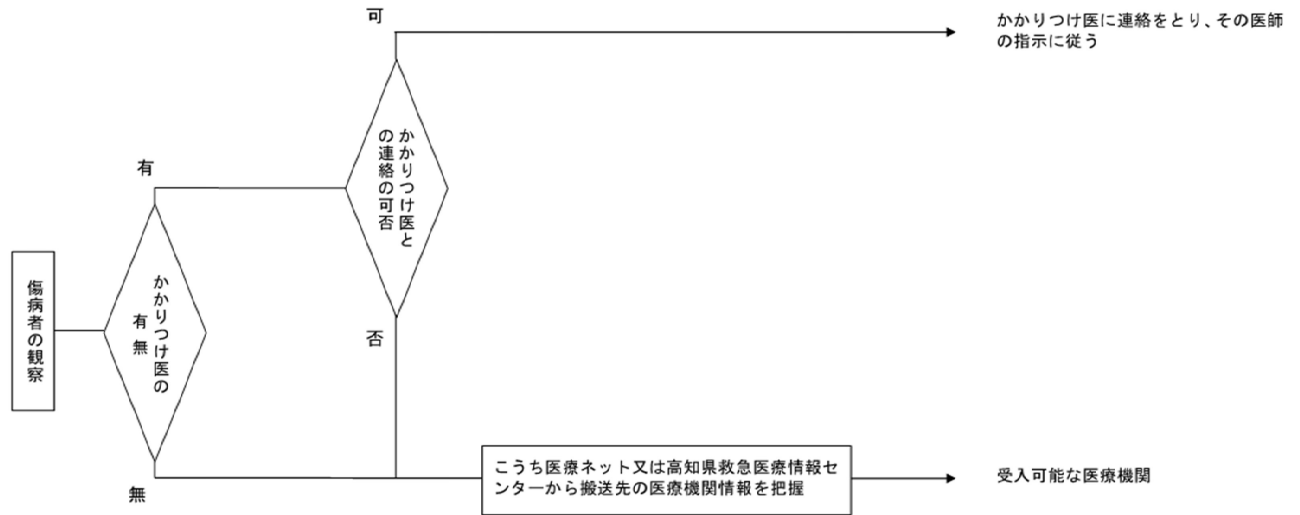 傷病者の観察
かかりつけ医の
有無
有
無
かかりつけ医と
の連絡の可否
可
否
かかりつけ医に連絡をとり、その医師
の指示に従う
こうち医療ネット又は高知県救急医療情報セ
ンターから搬送先の医療機関情報を把握
受入可能な医療機関